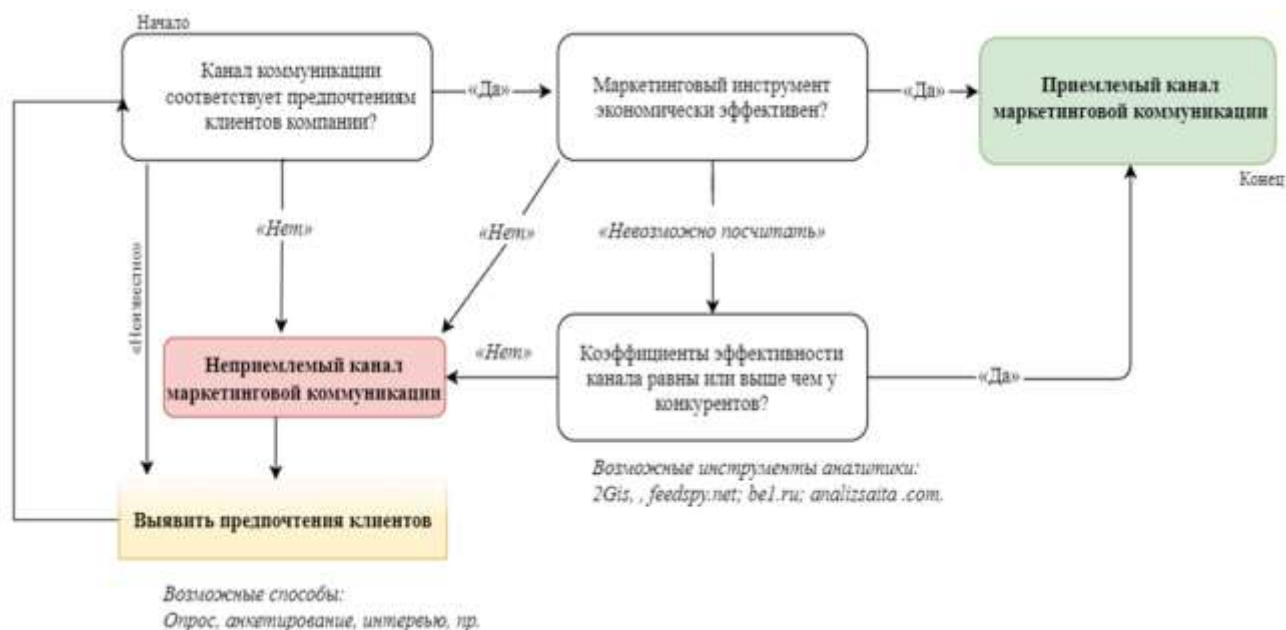 Начало
Канал коммуникации
соответствует предпочтениям
клиентов компании?
«Да»
Маркетинговый инструмент
экономически эффективен?
«Да»
Приемлемый канал
маркетинговой коммуникации
Конец
«Неизвестно»
«Нет»
«Нет»
«Невозможно посчитать»
Неприемлемый канал
маркетинговой коммуникации
«Нет»
Коэффициенты эффективности
канала равны или выше чем у
конкурентов?
«Да»
Возможные инструменты аналитики:
2Gis, , feedspy.net; be1.ru; analizsaita .com.
Выявить предпочтения клиентов
Возможные способы:
Опрос, анкетирование, интервью, пр.